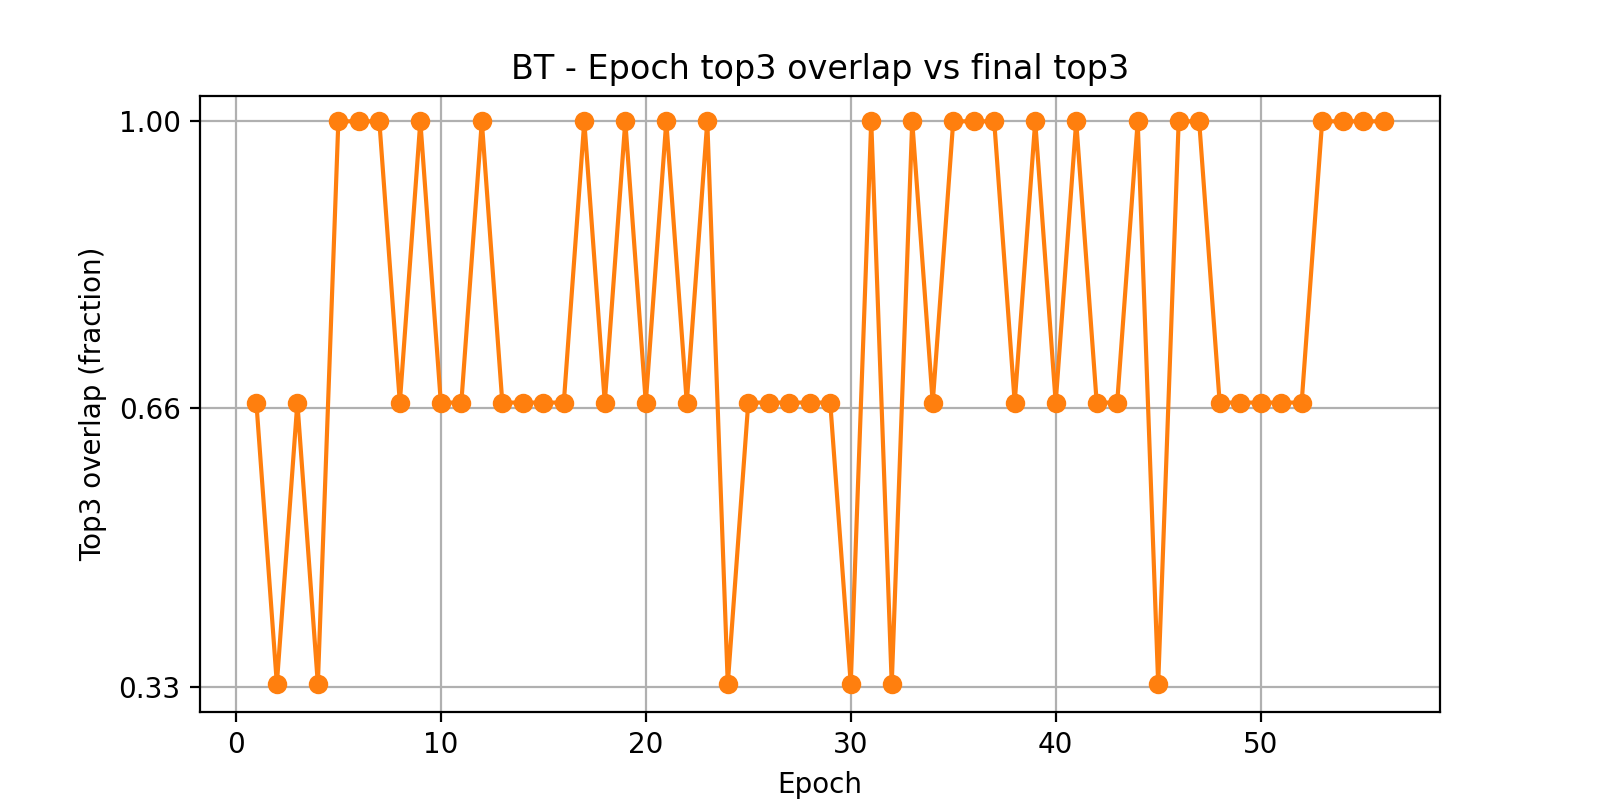 BT - Epoch top3 overlap vs final top3
Top3 overlap (fraction)
1.00
0.66
0.33
0 10 20 30 40 50
Epoch